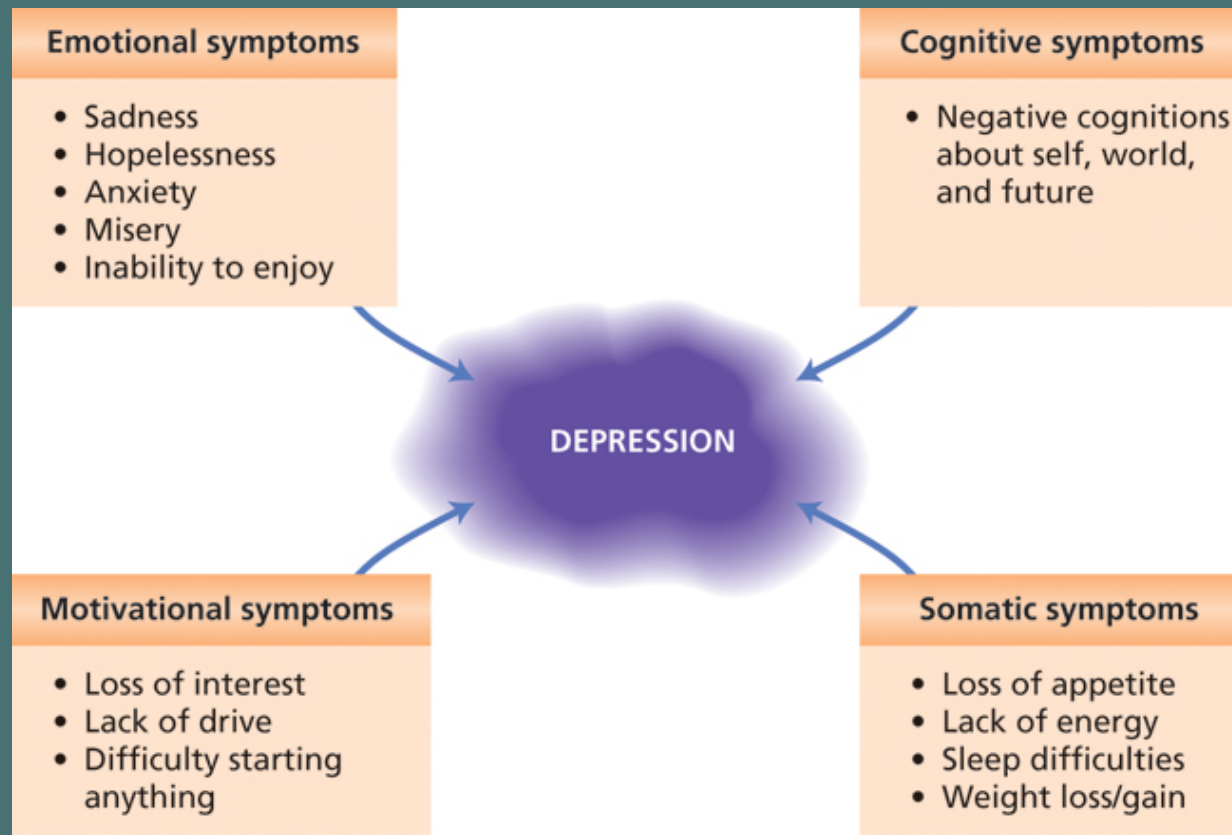 Emotional symptoms
• Sadness
• Hopelessness
• Anxiety
• Misery
• Inability to enjoy
Cognitive symptoms
• Negative cognitions
about self, world,
and future
DEPRESSION
Motivational symptoms
• Loss of interest
• Lack of drive
• Difficulty starting
anything
Somatic symptoms
• Loss of appetite
• Lack of energy
• Sleep difficulties
• Weight loss/gain